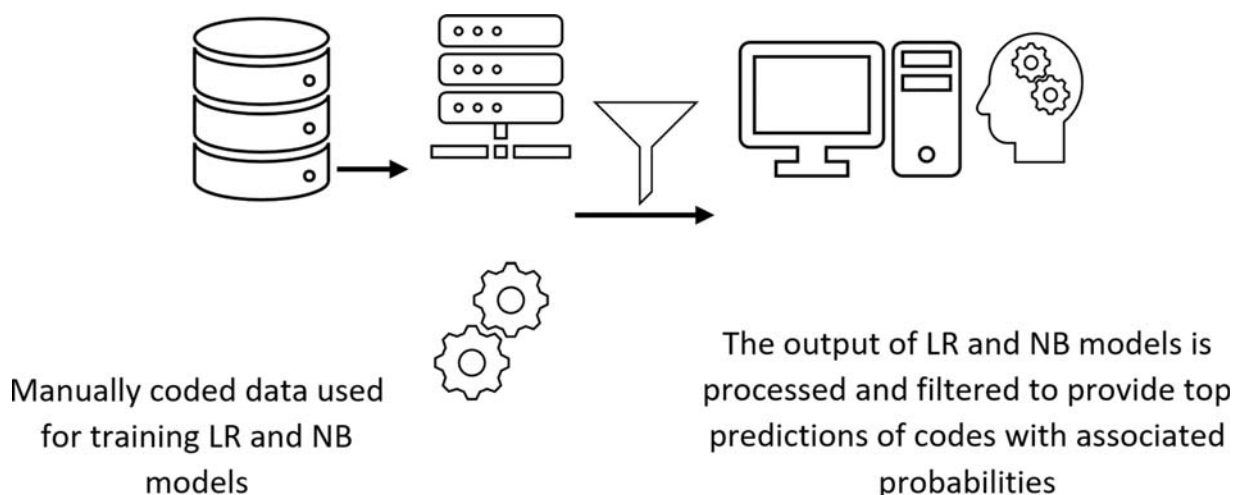 Manually coded data used
for training LR and NB
models
The output of LR and NB models is
processed and filtered to provide top
predictions of codes with associated
probabilities